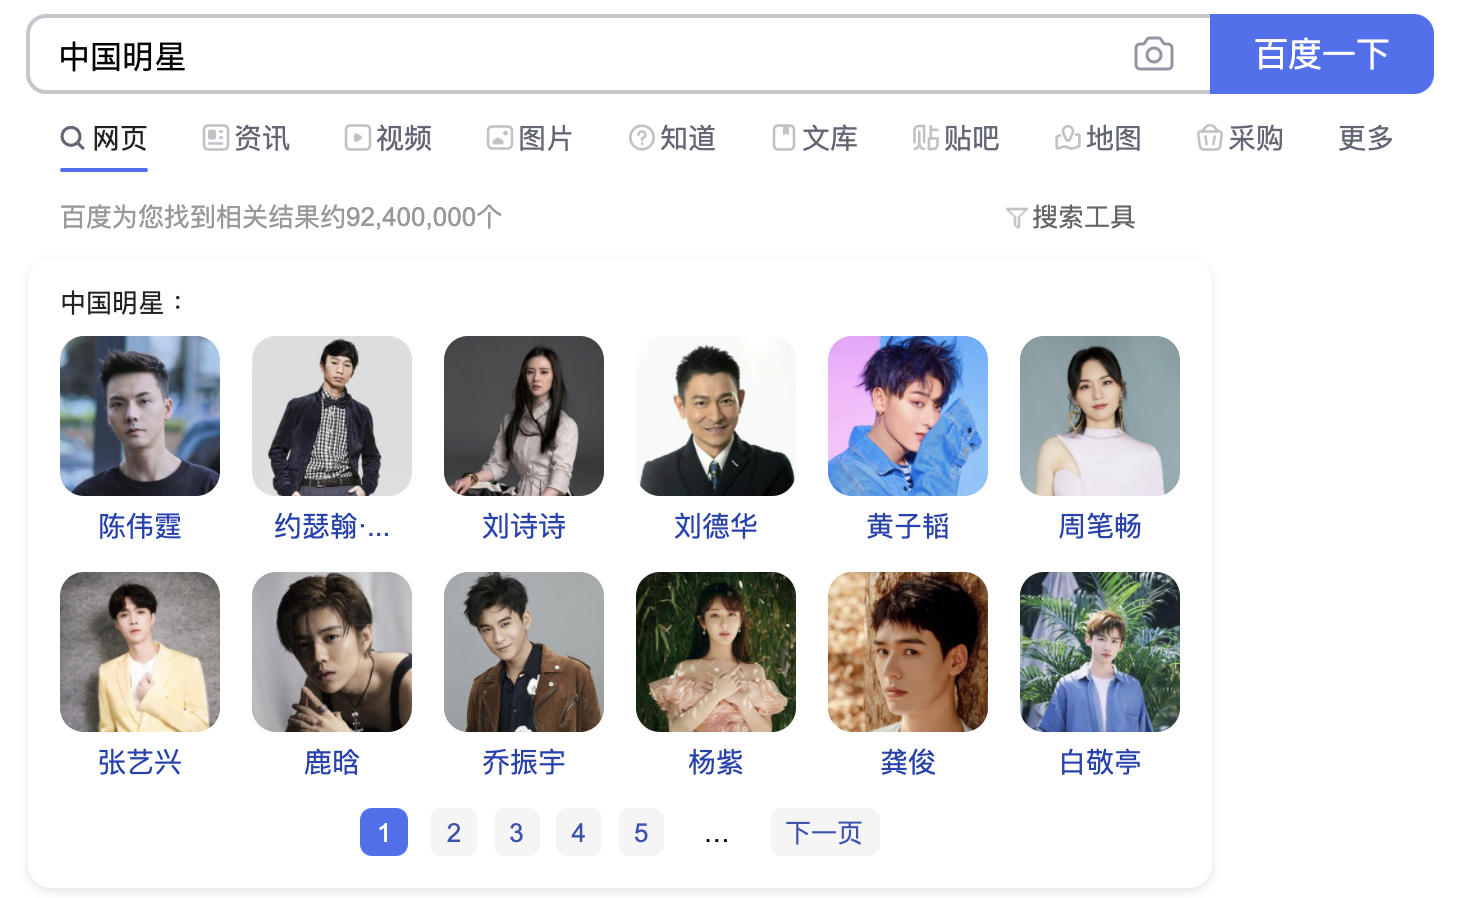 中国明星
百度一下
网页 资讯 视频 图片 知道 文库 贴吧 地图 采购 更多
百度为您找到相关结果约92,400,000个
搜索工具
中国明星：
陈伟霆 约瑟翰·... 刘诗诗 刘德华 黄子韬 周笔畅
张艺兴 鹿晗 乔振宇 杨紫 龚俊 白敬亭
1 2 3 4 5 ... 下一页